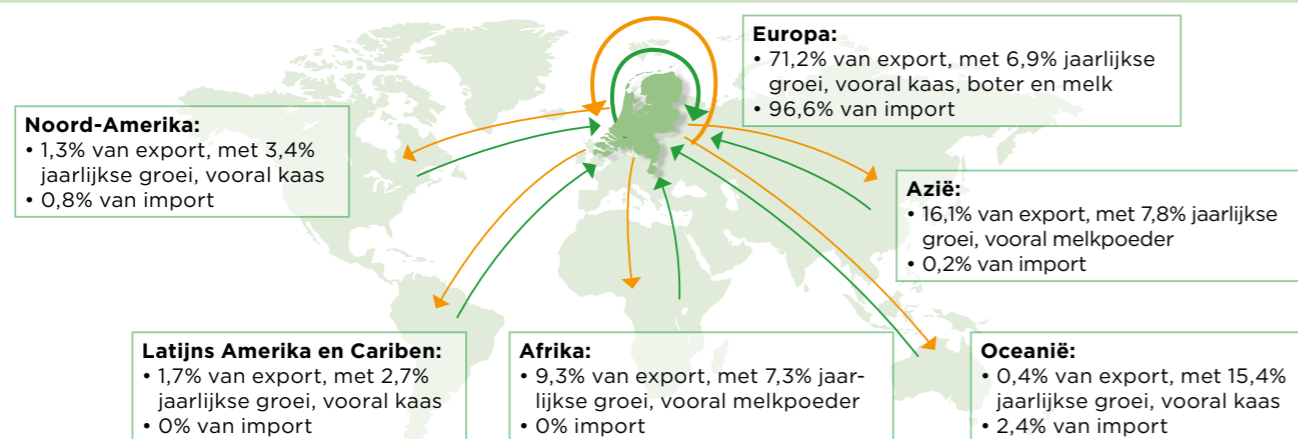 Europa:
• 71,2% van export, met 6,9% jaarlijkse
groei, vooral kaas, boter en melk
• 96,6% van import
Noord-Amerika:
• 1,3% van export, met 3,4%
jaarlijkse groei, vooral kaas
• 0,8% van import
Azië:
• 16,1% van export, met 7,8% jaarlijkse
groei, vooral melkpoeder
• 0,2% van import
Latijns Amerika en Cariben:
• 1,7% van export, met 2,7%
jaarlijkse groei, vooral kaas
• 0% van import
Afrika:
• 9,3% van export, met 7,3% jaar-
lijkse groei, vooral melkpoeder
• 0% import
Oceanië:
• 0,4% van export, met 15,4%
jaarlijkse groei, vooral kaas
• 2,4% van import